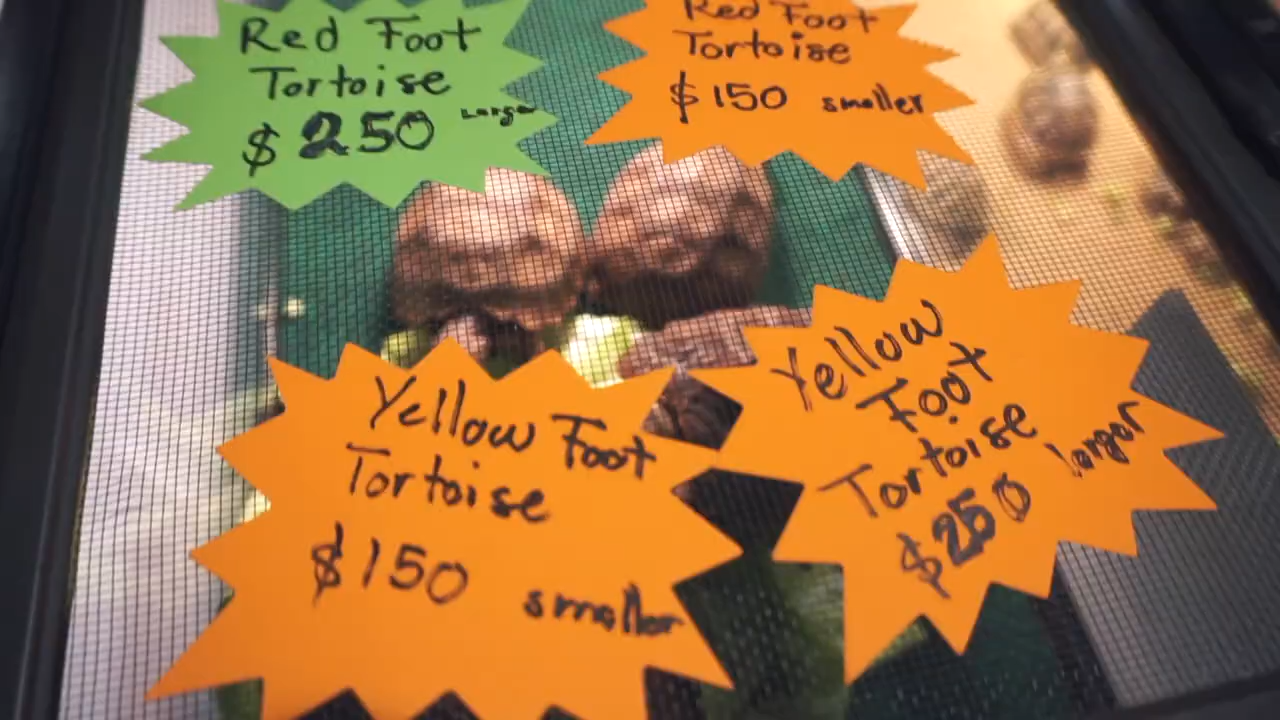 Red Foot
Tortoise
$250 Larger
Red Foot
Tortoise
$150 smaller
Yellow Foot
Tortoise
$150 smaller
Yellow
Foot
Tortoise
$250 larger